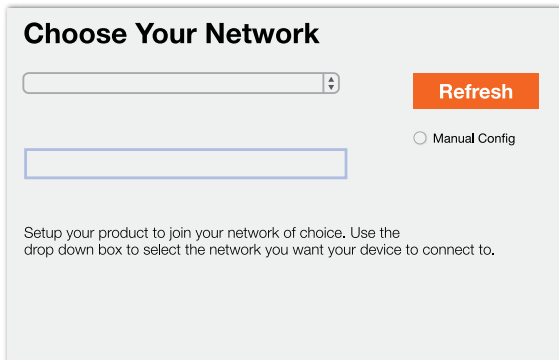 Choose Your Network
Refresh
Manual Config
Setup your product to join your network of choice. Use the
drop down box to select the network you want your device to connect to.